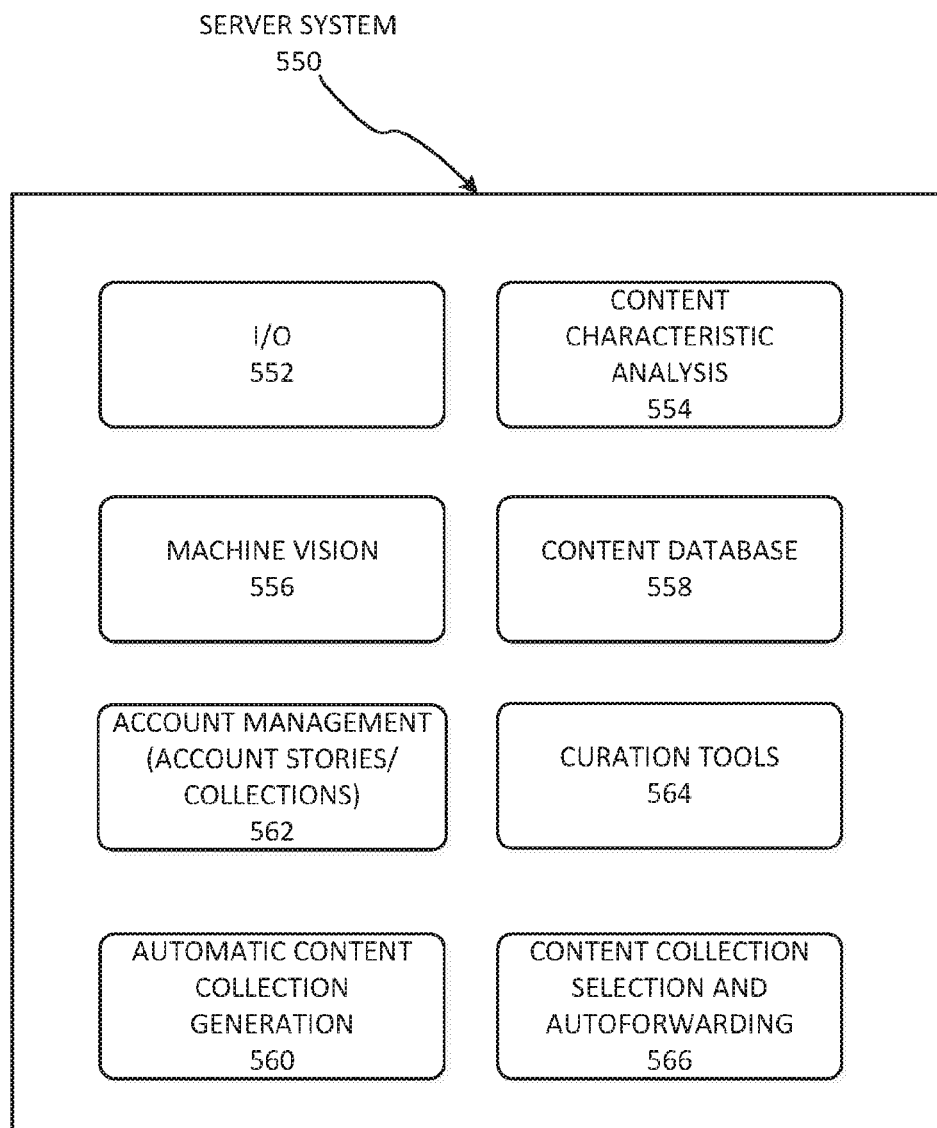 SERVER SYSTEM
550
I/O
552
CONTENT
CHARACTERISTIC
ANALYSIS
554
MACHINE VISION
556
CONTENT DATABASE
558
ACCOUNT MANAGEMENT
(ACCOUNT STORIES/
COLLECTIONS)
562
CURATION TOOLS
564
AUTOMATIC CONTENT
COLLECTION
GENERATION
560
CONTENT COLLECTION
SELECTION AND
AUTOFORWARDING
566